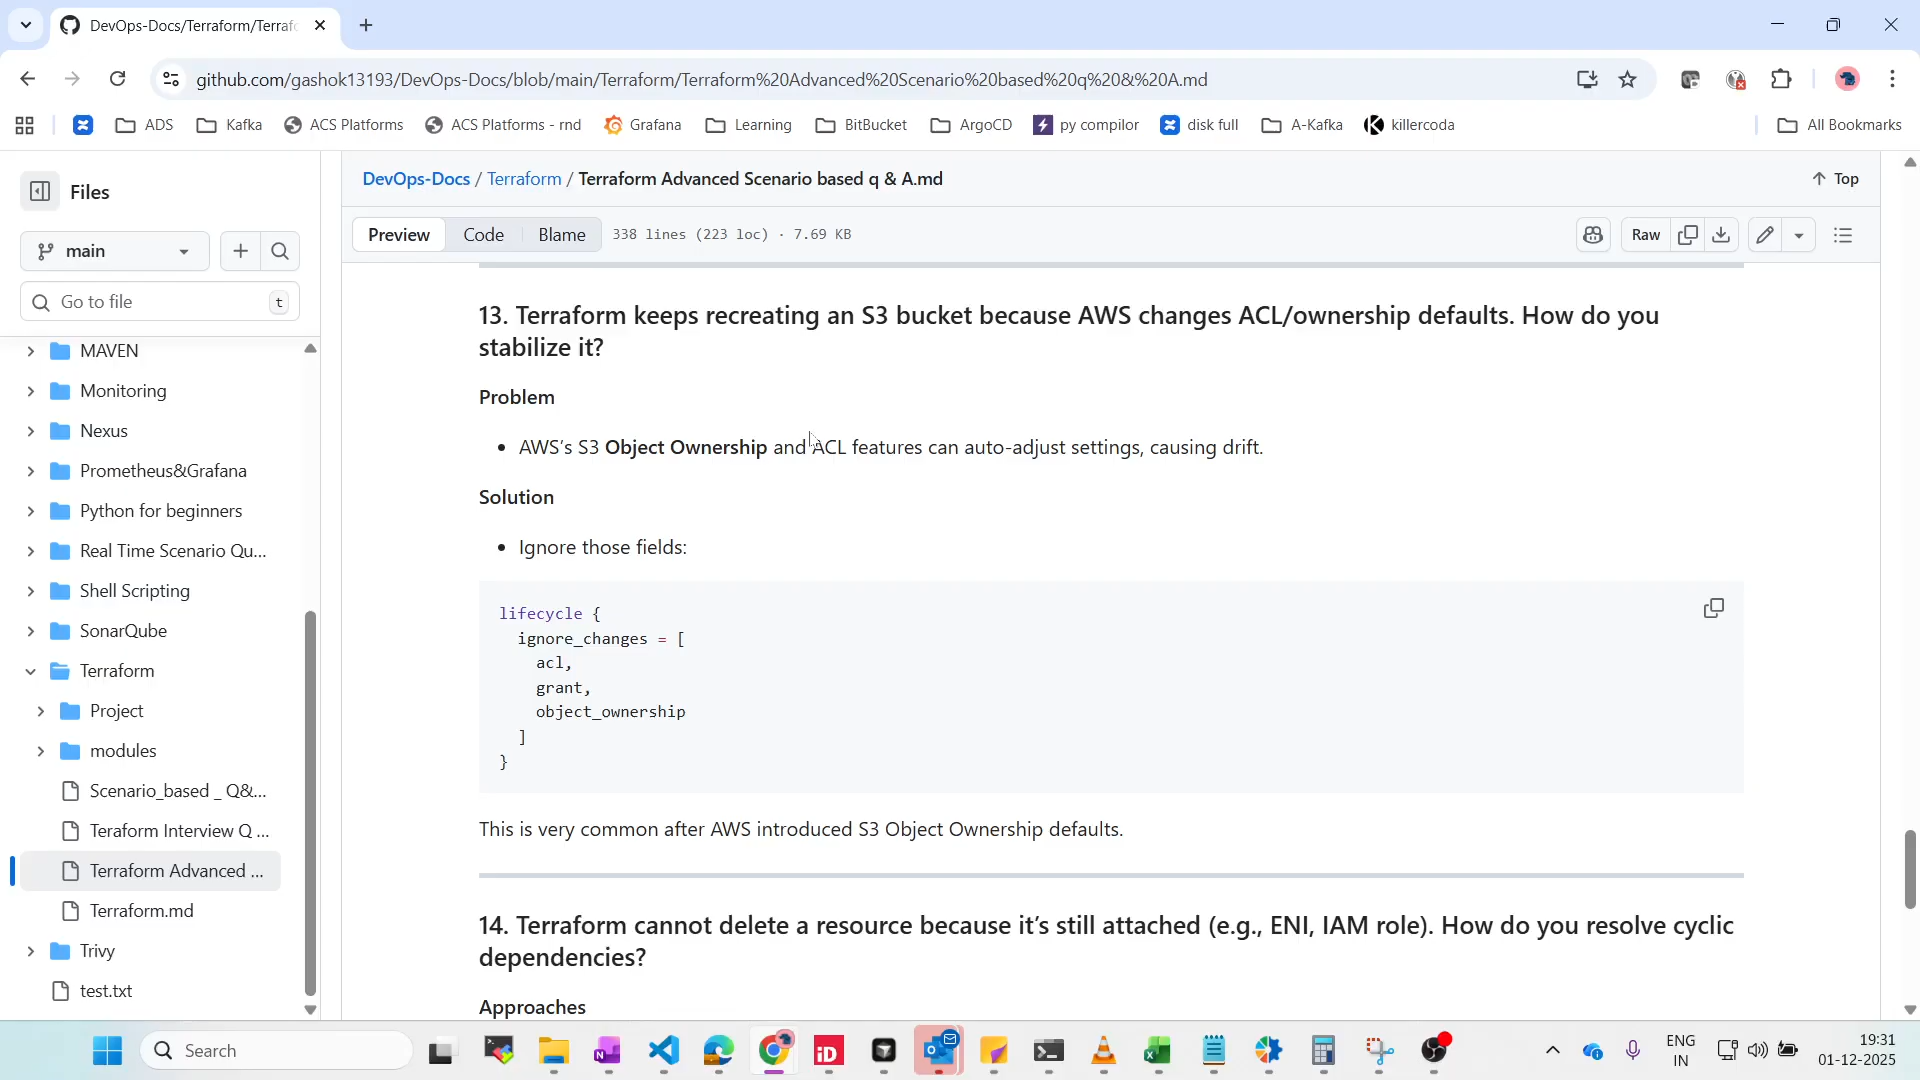 DevOps-Docs/Terraform/Terraf
github.com/gashok13193/DevOps-Docs/blob/main/Terraform/Terraform%20Advanced%20Scenario%20based%20q%20&%20A.md
ADS
Kafka
ACS Platforms
ACS Platforms - rnd
Grafana
Learning
BitBucket
ArgoCD
py compilor
disk full
A-Kafka
killercoda
All Bookmarks
Files
main
Go to file
t
MAVEN
Monitoring
Nexus
Prometheus&Grafana
Python for beginners
Real Time Scenario Qu...
Shell Scripting
SonarQube
Terraform
Project
modules
Scenario_based _ Q&...
Teraform Interview Q ...
Terraform Advanced ...
Terraform.md
Trivy
test.txt
DevOps-Docs / Terraform / Terraform Advanced Scenario based q & A.md
Top
Preview
Code
Blame
338 lines (223 loc) · 7.69 KB
Raw
13. Terraform keeps recreating an S3 bucket because AWS changes ACL/ownership defaults. How do you
stabilize it?
Problem
• AWS’s S3 Object Ownership and ACL features can auto-adjust settings, causing drift.
Solution
• Ignore those fields:
lifecycle {
ignore_changes = [
acl,
grant,
object_ownership
]
}
This is very common after AWS introduced S3 Object Ownership defaults.
14. Terraform cannot delete a resource because it’s still attached (e.g., ENI, IAM role). How do you resolve cyclic
dependencies?
Approaches
Search
iD
ENG
IN
19:31
01-12-2025